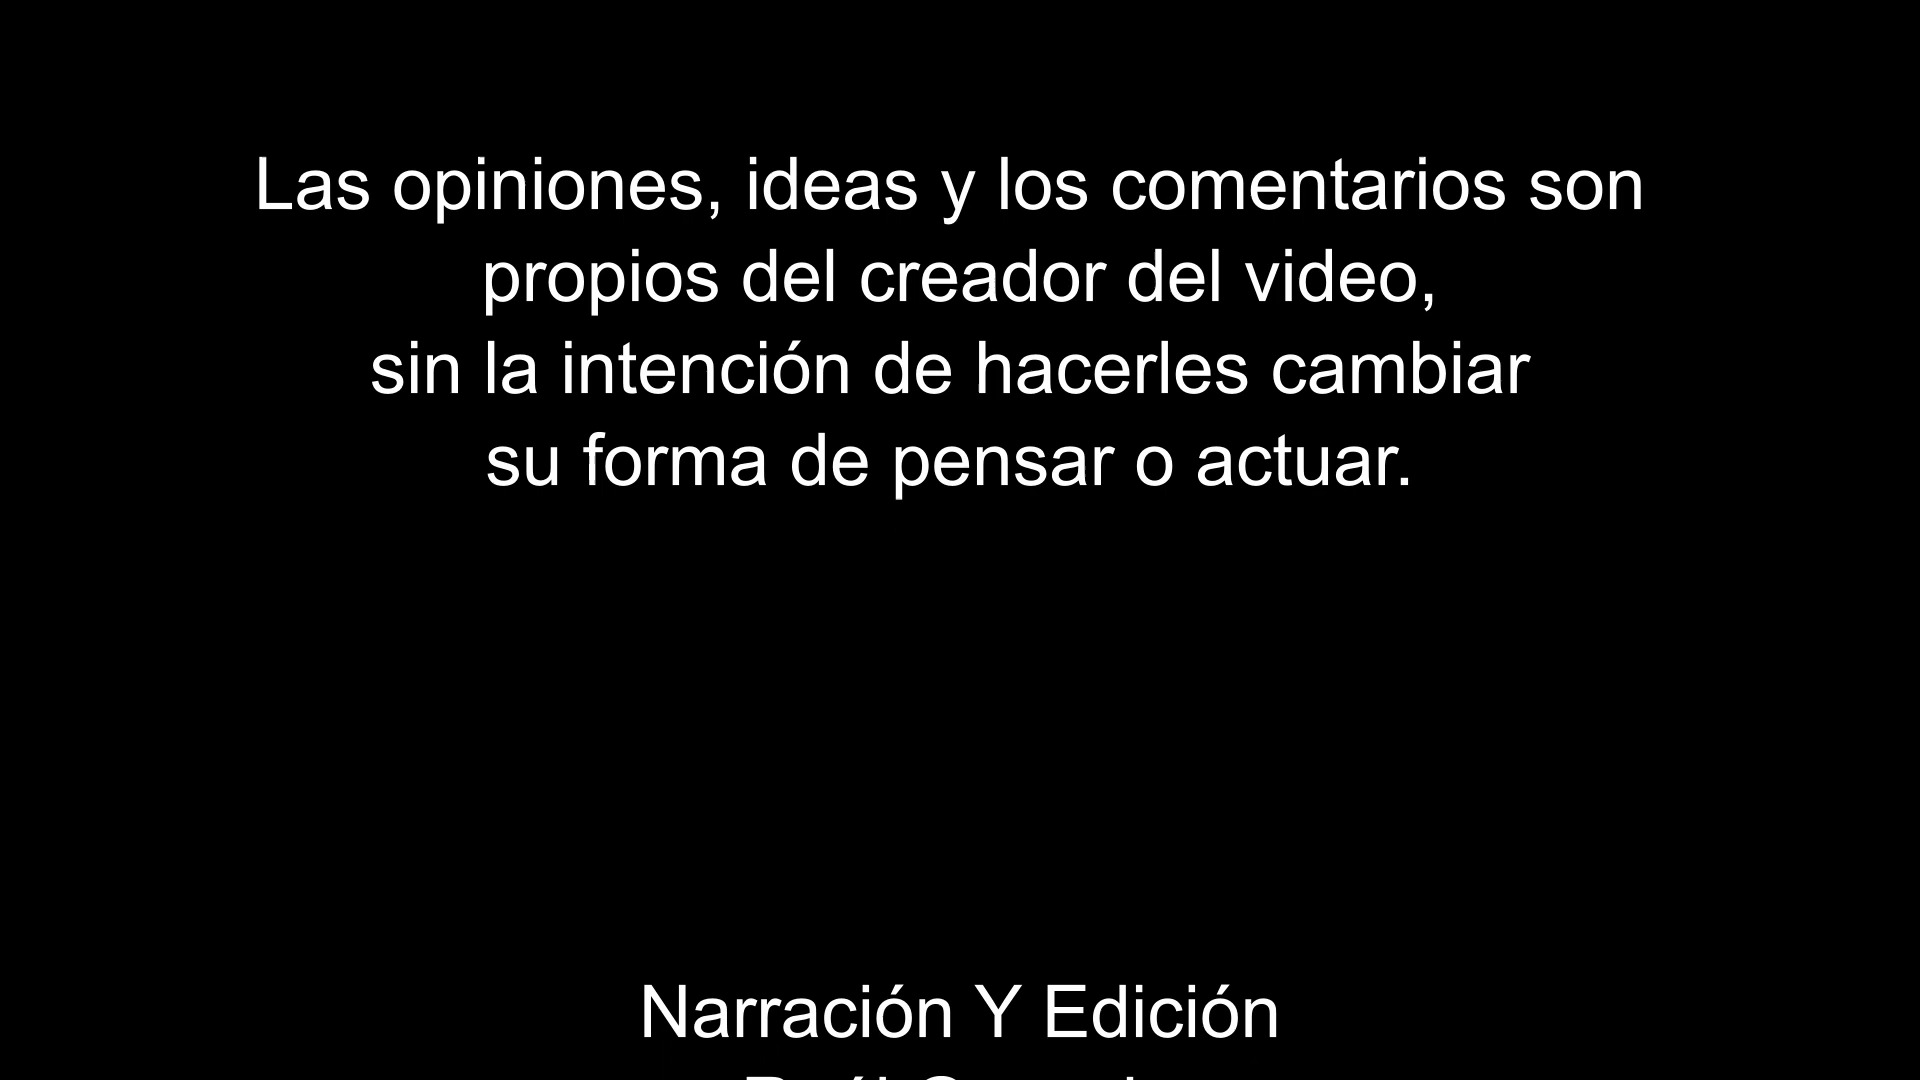 Las opiniones, ideas y los comentarios son
propios del creador del video,
sin la intención de hacerles cambiar
su forma de pensar o actuar.
Narración Y Edición